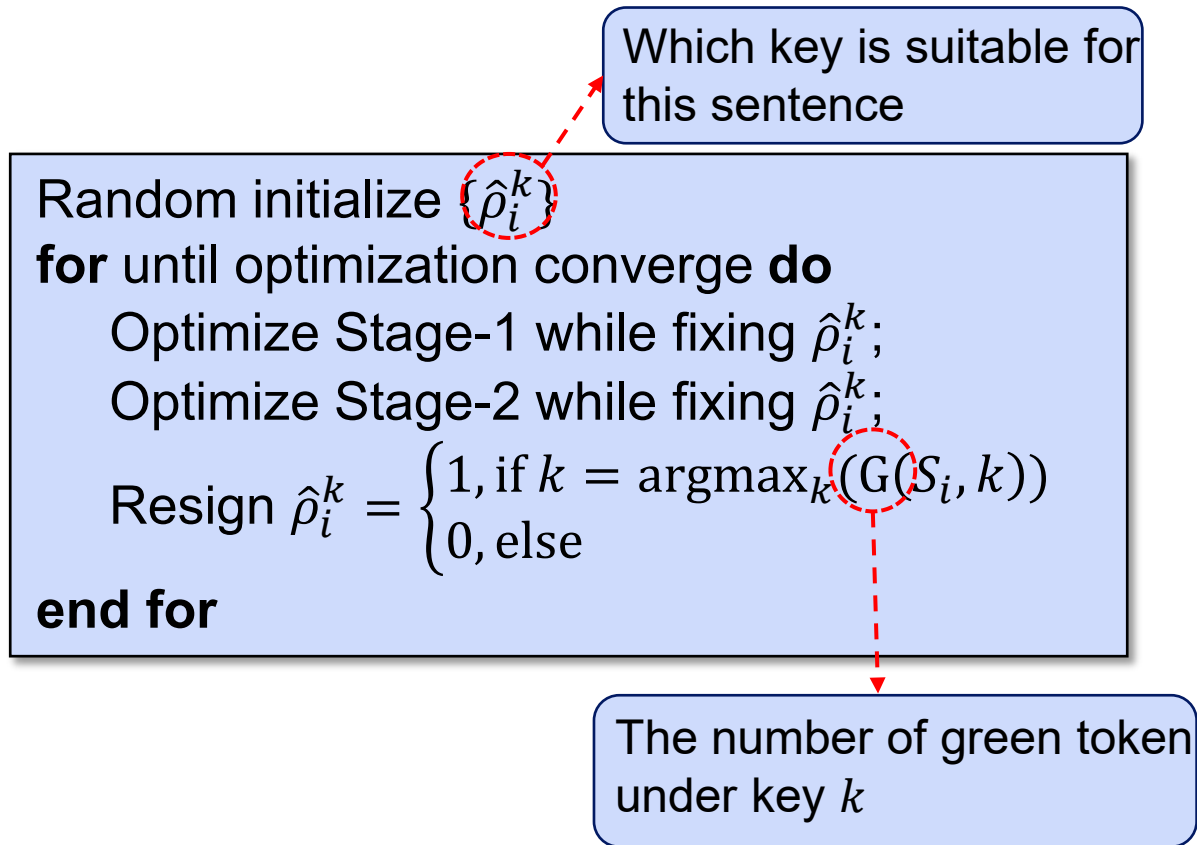 Which key is suitable for
this sentence
Random initialize {ρ̂ᵢᵏ}
for until optimization converge do
Optimize Stage-1 while fixing ρ̂ᵢᵏ;
Optimize Stage-2 while fixing ρ̂ᵢᵏ;
Resign ρ̂ᵢᵏ = {1, if k = argmaxₖ(G(Sᵢ, k))
0, else
end for
The number of green token
under key k